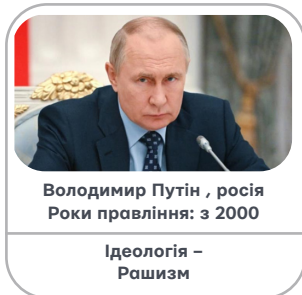 Володимир Путін , росія
Роки правління: з 2000
Ідеологія –
Рашизм